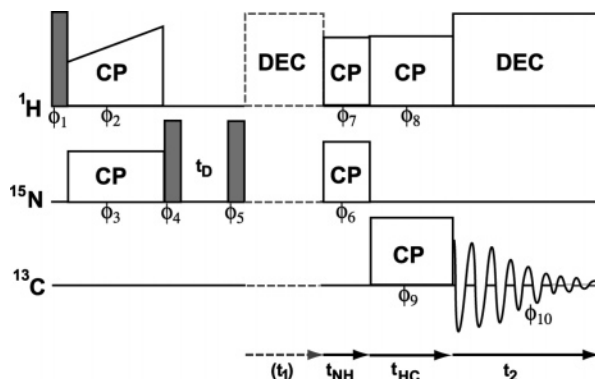 CP DEC CP CP DEC
¹H
ϕ₁ ϕ₂ ϕ₇ ϕ₈
CP t_D CP
¹⁵N
ϕ₃ ϕ₄ ϕ₅ ϕ₆
CP
¹³C
ϕ₉ ϕ₁₀
(t₁) t_NH t_HC t₂